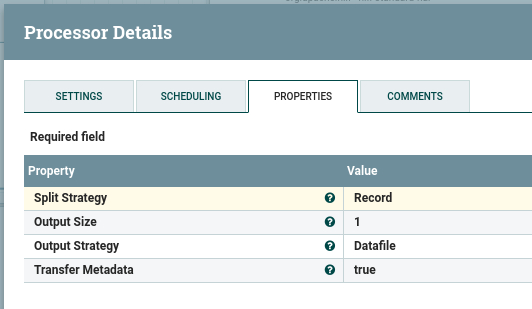 Processor Details
SETTINGS
SCHEDULING
PROPERTIES
COMMENTS
Required field
Property Value
Split Strategy ? Record
Output Size ? 1
Output Strategy ? Datafile
Transfer Metadata ? true